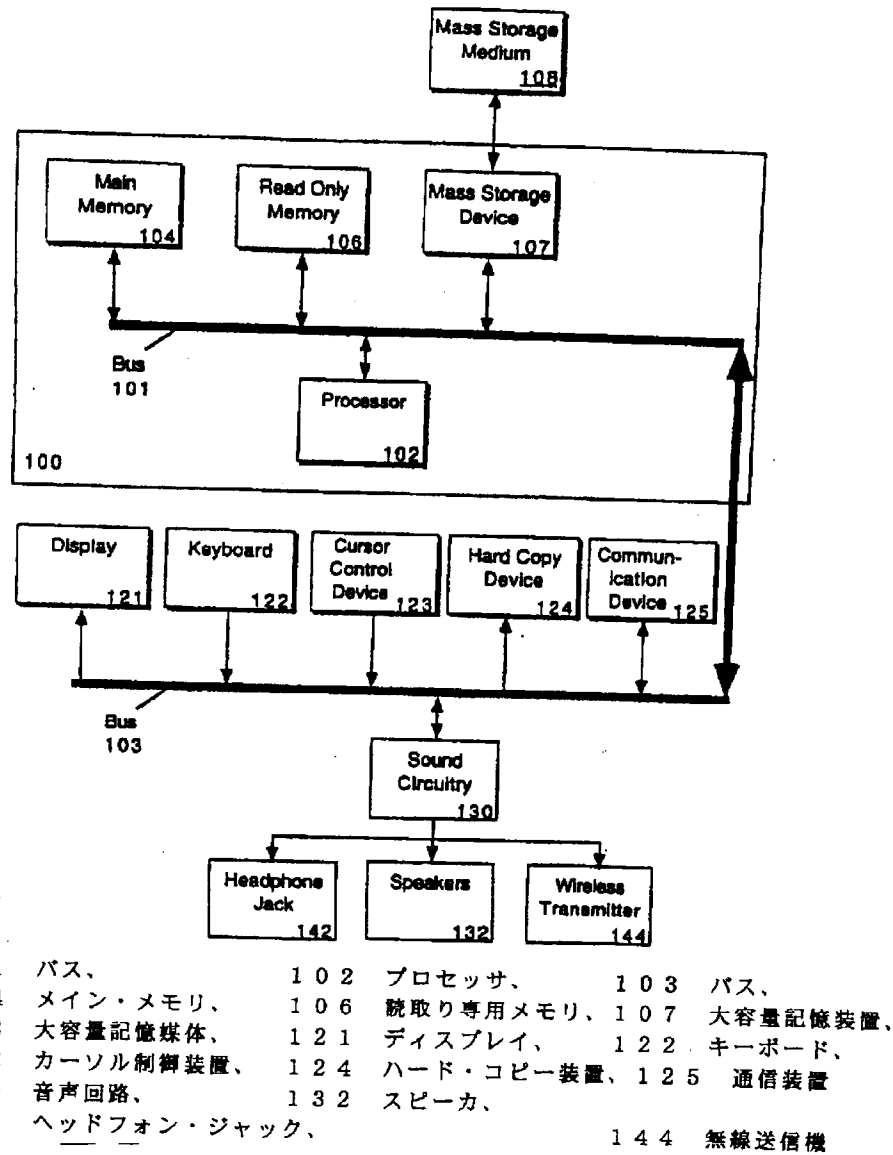 Mass Storage
Medium
108
Main
Memory
104
Read Only
Memory
106
Mass Storage
Device
107
Bus
101
Processor
102
100
Display
121
Keyboard
122
Cursor
Control
Device
123
Hard Copy
Device
124
Commun-
ication
Device
125
Bus
103
Sound
Circuitry
130
Headphone
Jack
142
Speakers
132
Wireless
Transmitter
144
バス、 102 プロセッサ、 103 バス、
メイン・メモリ、 106 読取り専用メモリ、 107 大容量記憶装置、
大容量記憶媒体、 121 ディスプレイ、 122 キーボード、
カーソル制御装置、 124 ハード・コピー装置、 125 通信装置
音声回路、 132 スピーカ、
ヘッドフォン・ジャック、 144 無線送信機